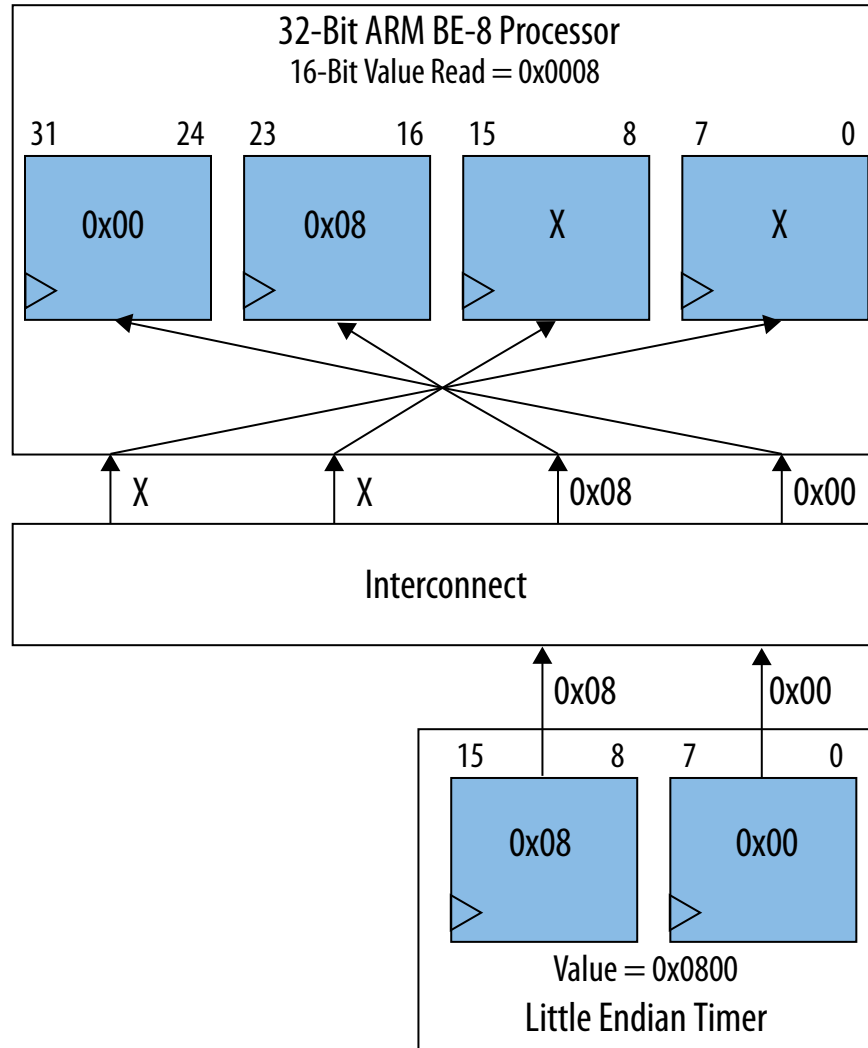 32-Bit ARM BE-8 Processor
16-Bit Value Read = 0x0008
31 24 23 16 15 8 7 0
0x00 0x08 X X
X X 0x08 0x00
Interconnect
0x08 0x00
15 8 7 0
0x08 0x00
Value = 0x0800
Little Endian Timer